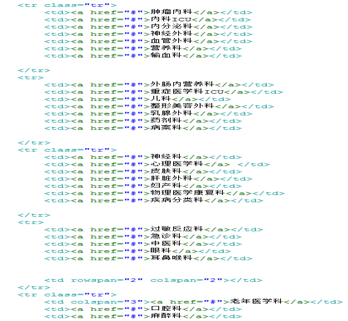 <tr class="tr">
<td><a href="#">肿瘤内科</a></td>
<td><a href="#">内科ICU</a></td>
<td><a href="#">内分泌科</a></td>
<td><a href="#">神经外科</a></td>
<td><a href="#">血管外科</a></td>
<td><a href="#">营养科</a></td>
<td><a href="#">输血科</a></td>
</tr>
<tr>
<td><a href="#">外肠内营养科</a></td>
<td><a href="#">重症医学科ICU</a></td>
<td><a href="#">儿科</a></td>
<td><a href="#">整形美容外科</a></td>
<td><a href="#">乳腺外科</a></td>
<td><a href="#">药剂科</a></td>
<td><a href="#">病案科</a></td>
</tr>
<tr class="tr">
<td><a href="#">神经科</a></td>
<td><a href="#">心理医学科</a> </td>
<td><a href="#">皮肤科</a></td>
<td><a href="#">肝脏外科</a></td>
<td><a href="#">妇产科</a></td>
<td><a href="#">物理医学康复科</a></td>
<td><a href="#">疾病分类科</a></td>
</tr>
<tr>
<td><a href="#">过敏反应科</a></td>
<td><a href="#">急诊科</a></td>
<td><a href="#">中医科</a></td>
<td><a href="#">眼科</a></td>
<td><a href="#">耳鼻喉科</a></td>
<td rowspan="2" colspan="2"></td>
</tr>
<tr class="tr">
<td colspan="3"><a href="#">老年医学科</a></td>
<td><a href="#">口腔科</a></td>
<td><a href="#">麻醉科</a></td>